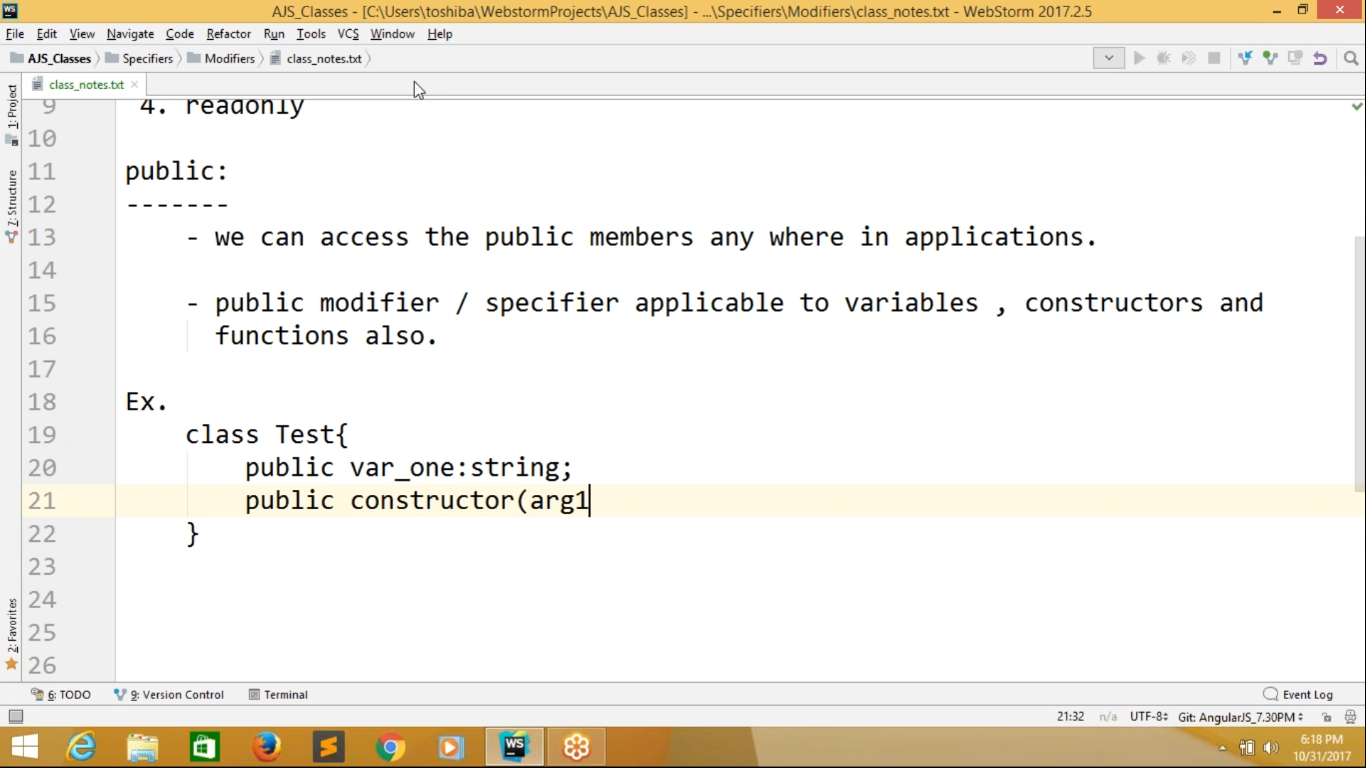 WS
AJS_Classes - [C:\Users\toshiba\WebstormProjects\AJS_Classes] - ...\Specifiers\Modifiers\class_notes.txt - WebStorm 2017.2.5
File Edit View Navigate Code Refactor Run Tools VCS Window Help
AJS_Classes Specifiers Modifiers class_notes.txt
class_notes.txt
1: Project
7: Structure
2: Favorites
9 4. readonly
10
11 public:
12 -------
13 - we can access the public members any where in applications.
14
15 - public modifier / specifier applicable to variables , constructors and
16 functions also.
17
18 Ex.
19 class Test{
20 public var_one:string;
21 public constructor(arg1
22 }
23
24
25
26
6: TODO 9: Version Control Terminal Event Log
21:32 n/a UTF-8 Git: AngularJS_7.30PM
WS
6:18 PM
10/31/2017